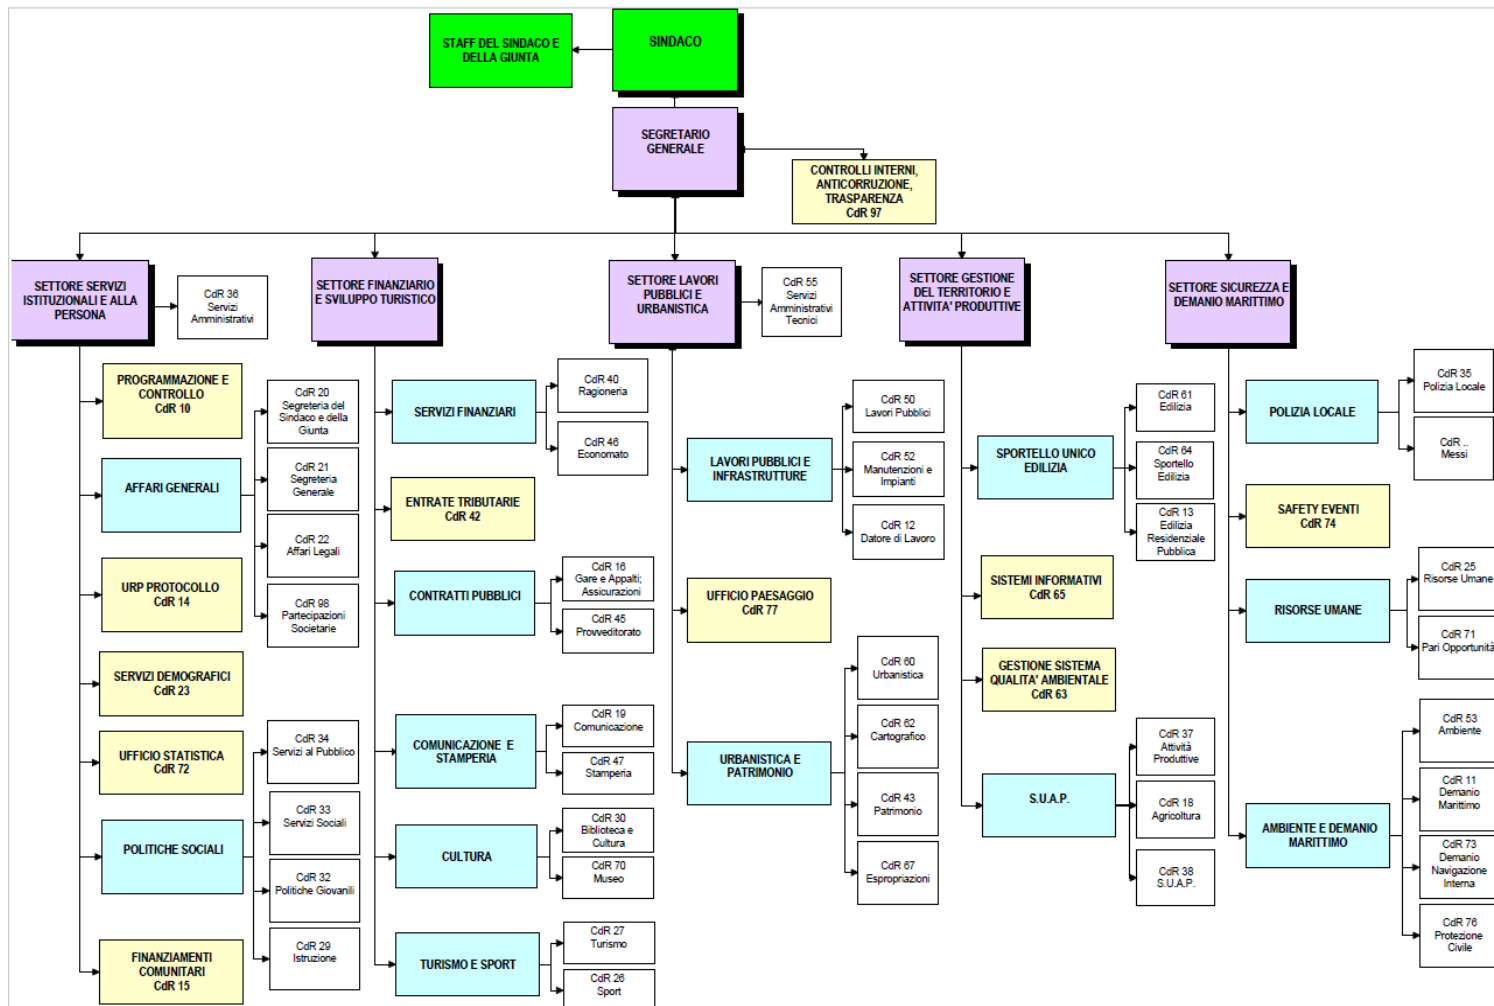 STAFF DEL SINDACO E
DELLA GIUNTA
SINDACO
SEGRETARIO
GENERALE
CONTROLLI INTERNI,
ANTICORRUZIONE,
TRASPARENZA
CdR 97
SETTORE SERVIZI
ISTITUZIONALI E ALLA
PERSONA
CdR 36
Servizi
Amministrativi
PROGRAMMAZIONE E
CONTROLLO
CdR 10
AFFARI GENERALI
CdR 20
Segreteria del
Sindaco e della
Giunta
CdR 21
Segreteria
Generale
CdR 22
Affari Legali
CdR 98
Partecipazioni
Societarie
URP PROTOCOLLO
CdR 14
SERVIZI DEMOGRAFICI
CdR 23
UFFICIO STATISTICA
CdR 72
POLITICHE SOCIALI
CdR 34
Servizi al Pubblico
CdR 33
Servizi Sociali
CdR 32
Politiche Giovanili
CdR 29
Istruzione
FINANZIAMENTI
COMUNITARI
CdR 15
SETTORE FINANZIARIO
E SVILUPPO TURISTICO
SERVIZI FINANZIARI
CdR 40
Ragioneria
CdR 46
Economato
ENTRATE TRIBUTARIE
CdR 42
CONTRATTI PUBBLICI
CdR 16
Gare e Appalti;
Assicurazioni
CdR 45
Provveditorato
COMUNICAZIONE E
STAMPERIA
CdR 19
Comunicazione
CdR 47
Stamperia
CULTURA
CdR 30
Biblioteca e
Cultura
CdR 70
Museo
TURISMO E SPORT
CdR 27
Turismo
CdR 26
Sport
SETTORE LAVORI
PUBBLICI E
URBANISTICA
CdR 55
Servizi
Amministrativi
Tecnici
LAVORI PUBBLICI E
INFRASTRUTTURE
CdR 50
Lavori Pubblici
CdR 52
Manutenzioni e
Impianti
CdR 12
Datore di Lavoro
UFFICIO PAESAGGIO
CdR 77
URBANISTICA E
PATRIMONIO
CdR 60
Urbanistica
CdR 62
Cartografico
CdR 43
Patrimonio
CdR 67
Espropriazioni
SETTORE GESTIONE
DEL TERRITORIO E
ATTIVITA' PRODUTTIVE
SPORTELLO UNICO
EDILIZIA
CdR 61
Edilizia
CdR 64
Sportello
Edilizia
CdR 13
Edilizia
Residenziale
Pubblica
SISTEMI INFORMATIVI
CdR 65
GESTIONE SISTEMA
QUALITA' AMBIENTALE
CdR 63
S.U.A.P.
CdR 37
Attività
Produttive
CdR 18
Agricoltura
CdR 38
S.U.A.P.
SETTORE SICUREZZA E
DEMANIO MARITTIMO
POLIZIA LOCALE
CdR 35
Polizia Locale
CdR ..
Messi
SAFETY EVENTI
CdR 74
RISORSE UMANE
CdR 25
Risorse Umane
CdR 71
Pari Opportunità
AMBIENTE E DEMANIO
MARITTIMO
CdR 53
Ambiente
CdR 11
Demanio
Marittimo
CdR 73
Demanio
Navigazione
Interna
CdR 76
Protezione
Civile